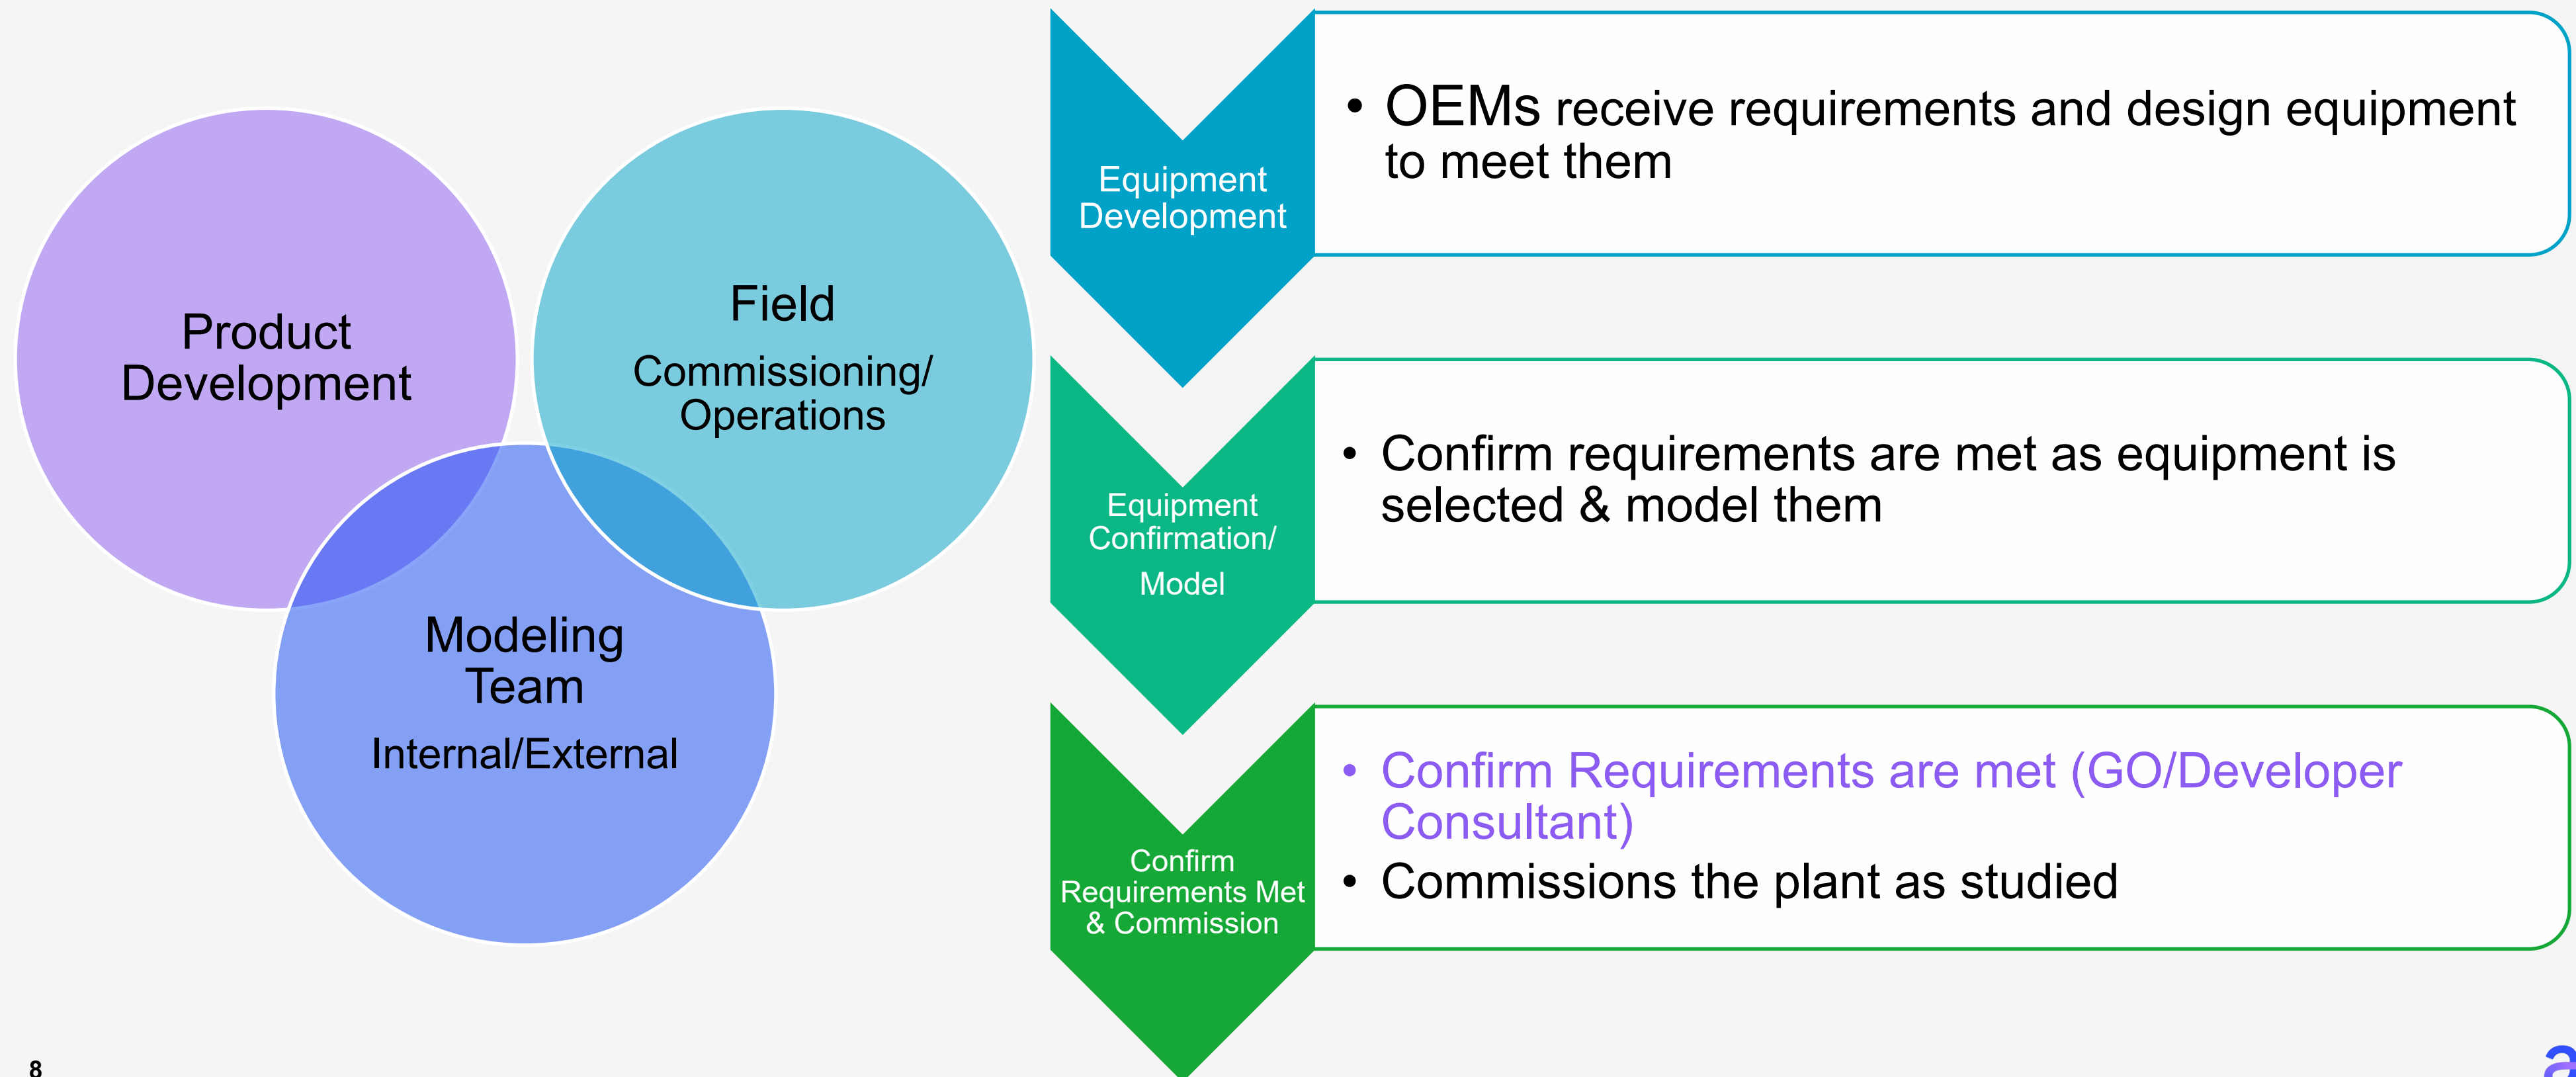 Product
Development
Field
Commissioning/
Operations
Modeling
Team
Internal/External
Equipment
Development
• OEMs receive requirements and design equipment
to meet them
Equipment
Confirmation/
Model
• Confirm requirements are met as equipment is
selected & model them
Confirm
Requirements Met
& Commission
• Confirm Requirements are met (GO/Developer
Consultant)
• Commissions the plant as studied
8
a